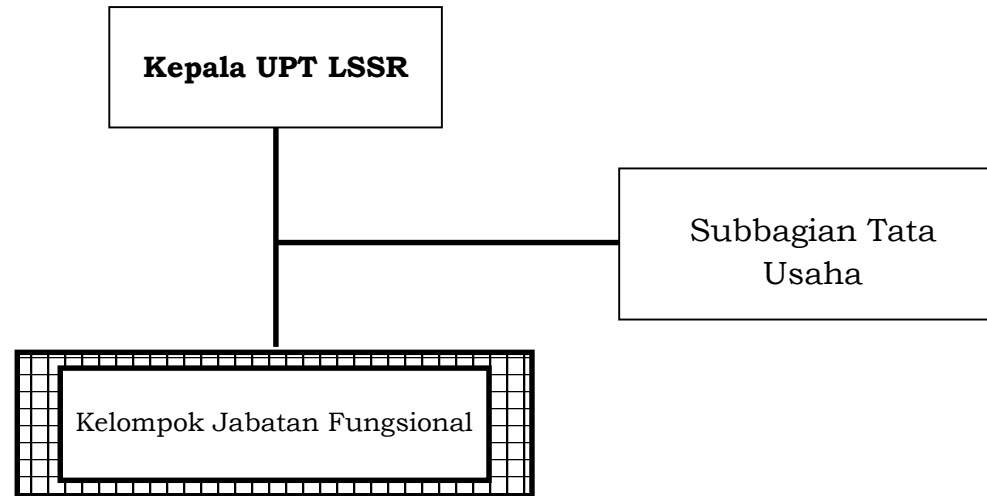 Kepala UPT LSSR
Subbagian Tata
Usaha
Kelompok Jabatan Fungsional